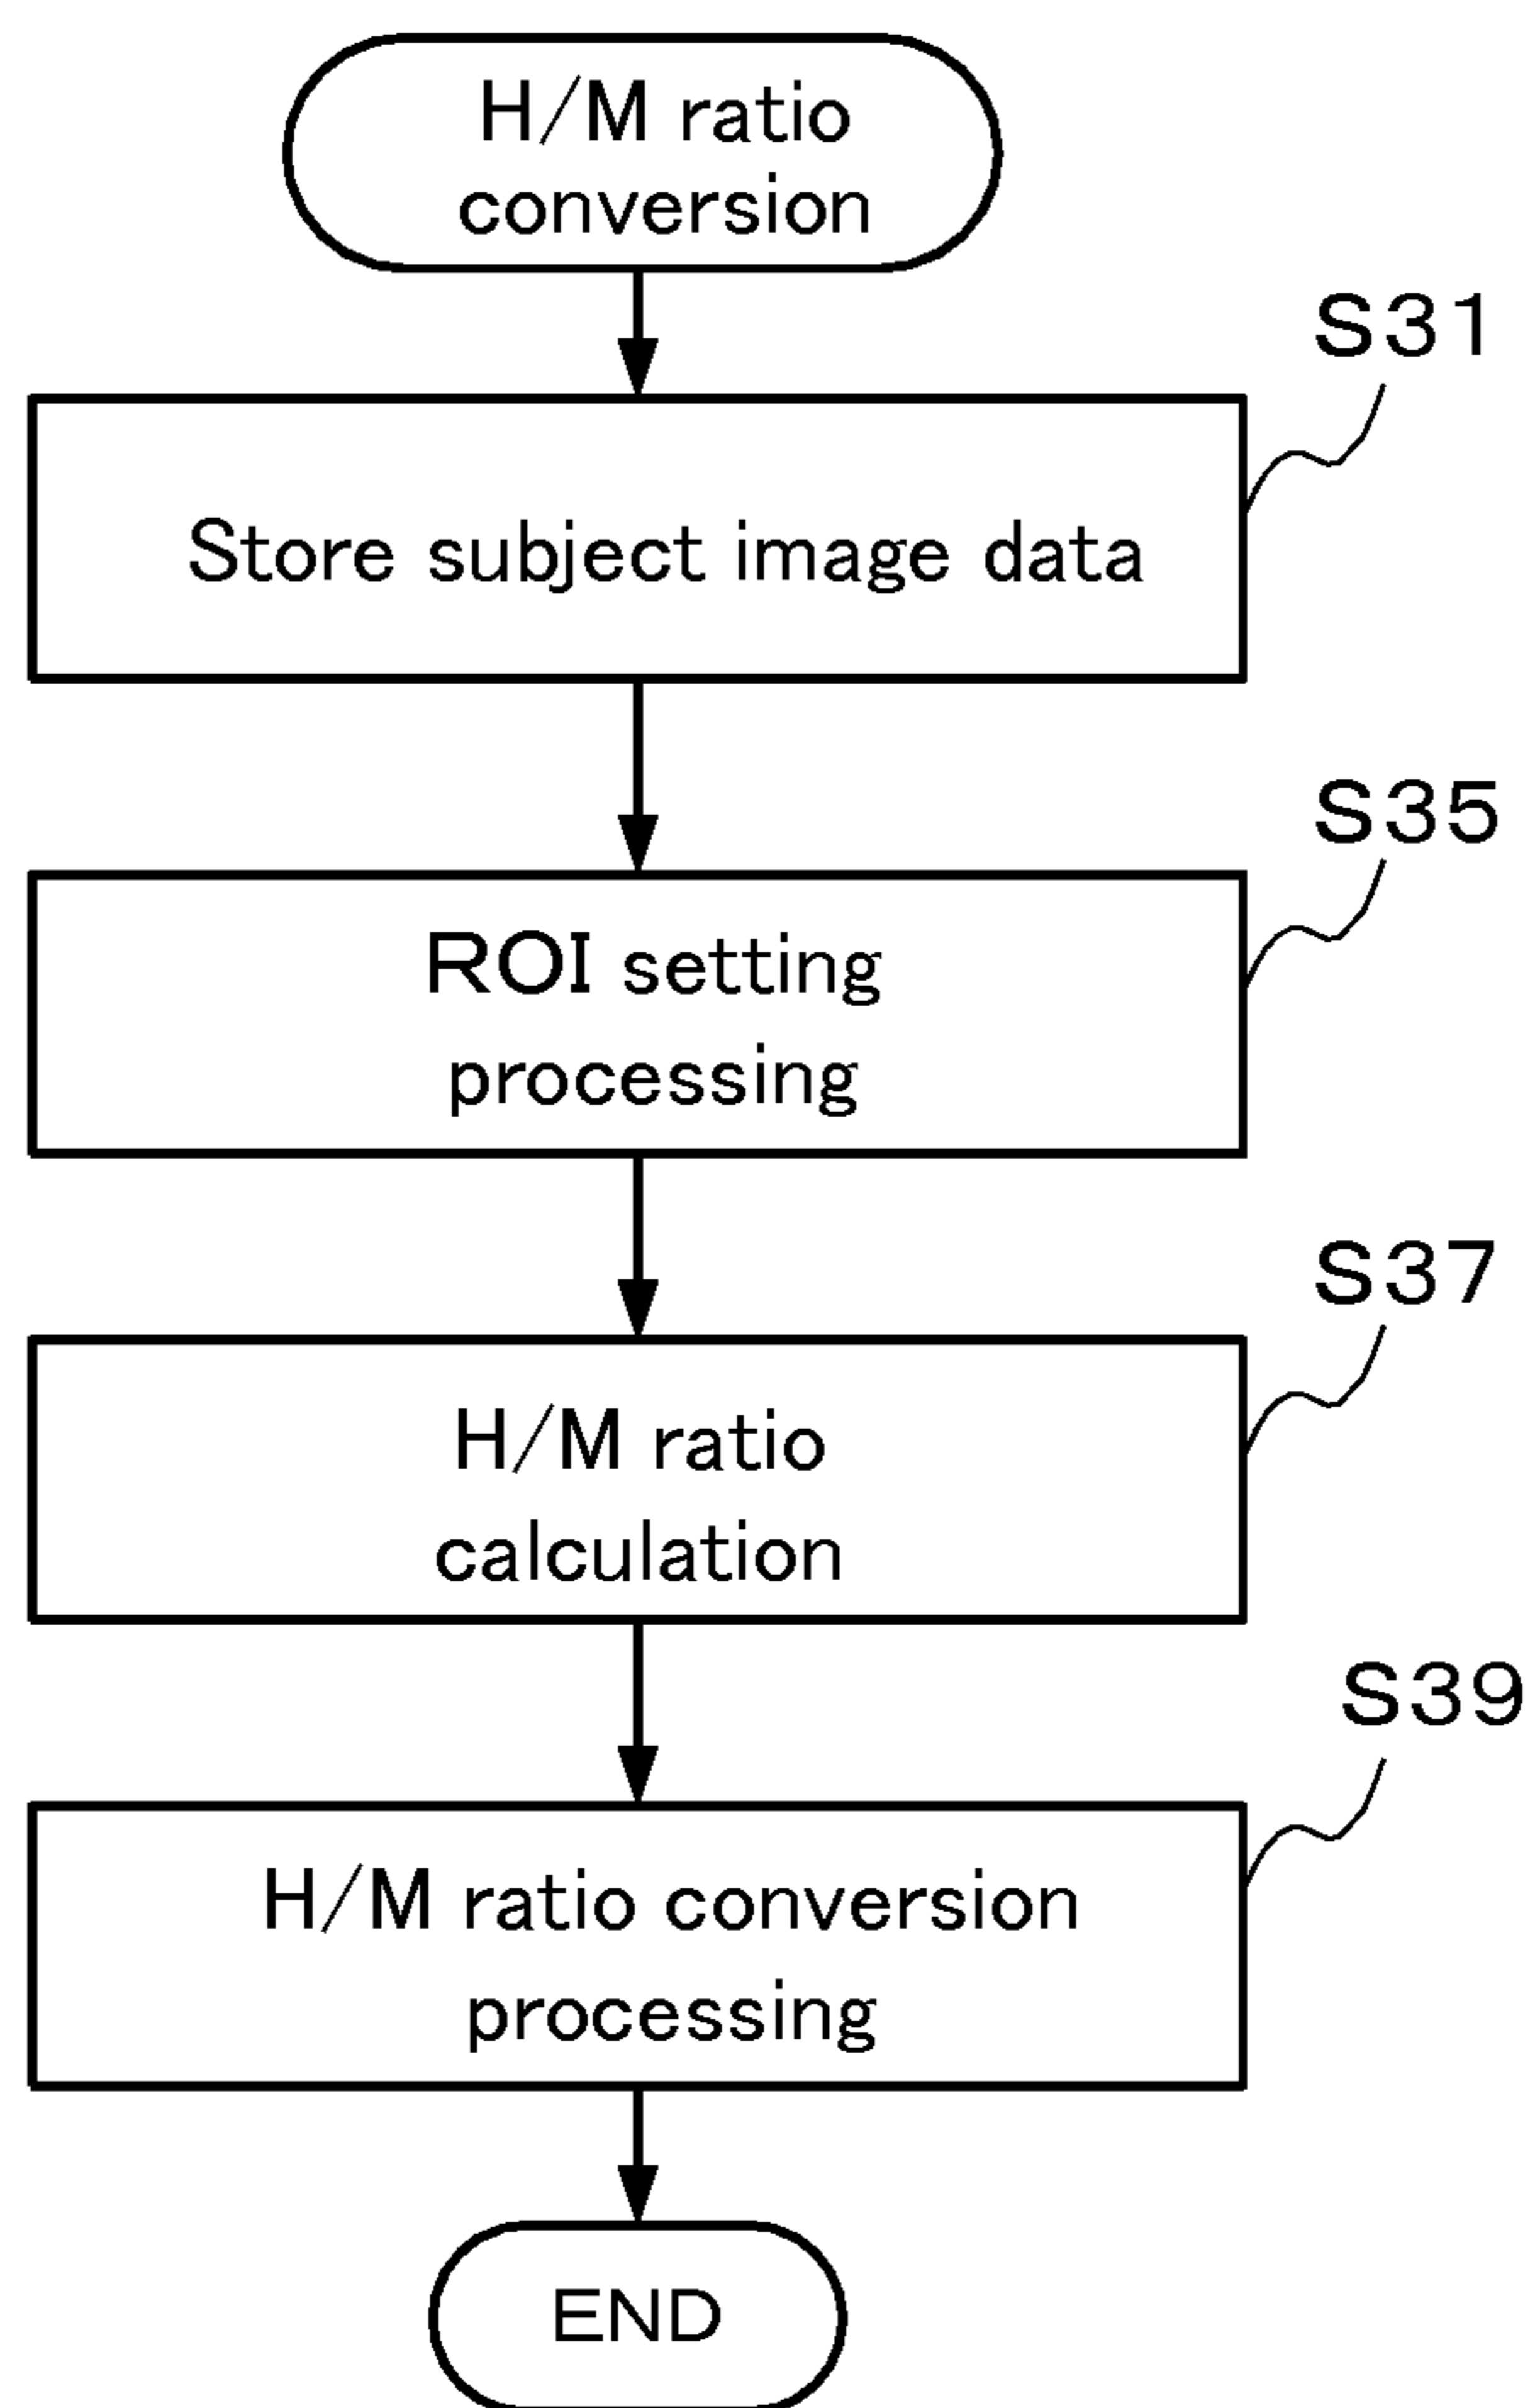 H/M ratio
conversion
S31
Store subject image data
S35
ROI setting
processing
S37
H/M ratio
calculation
S39
H/M ratio conversion
processing
END